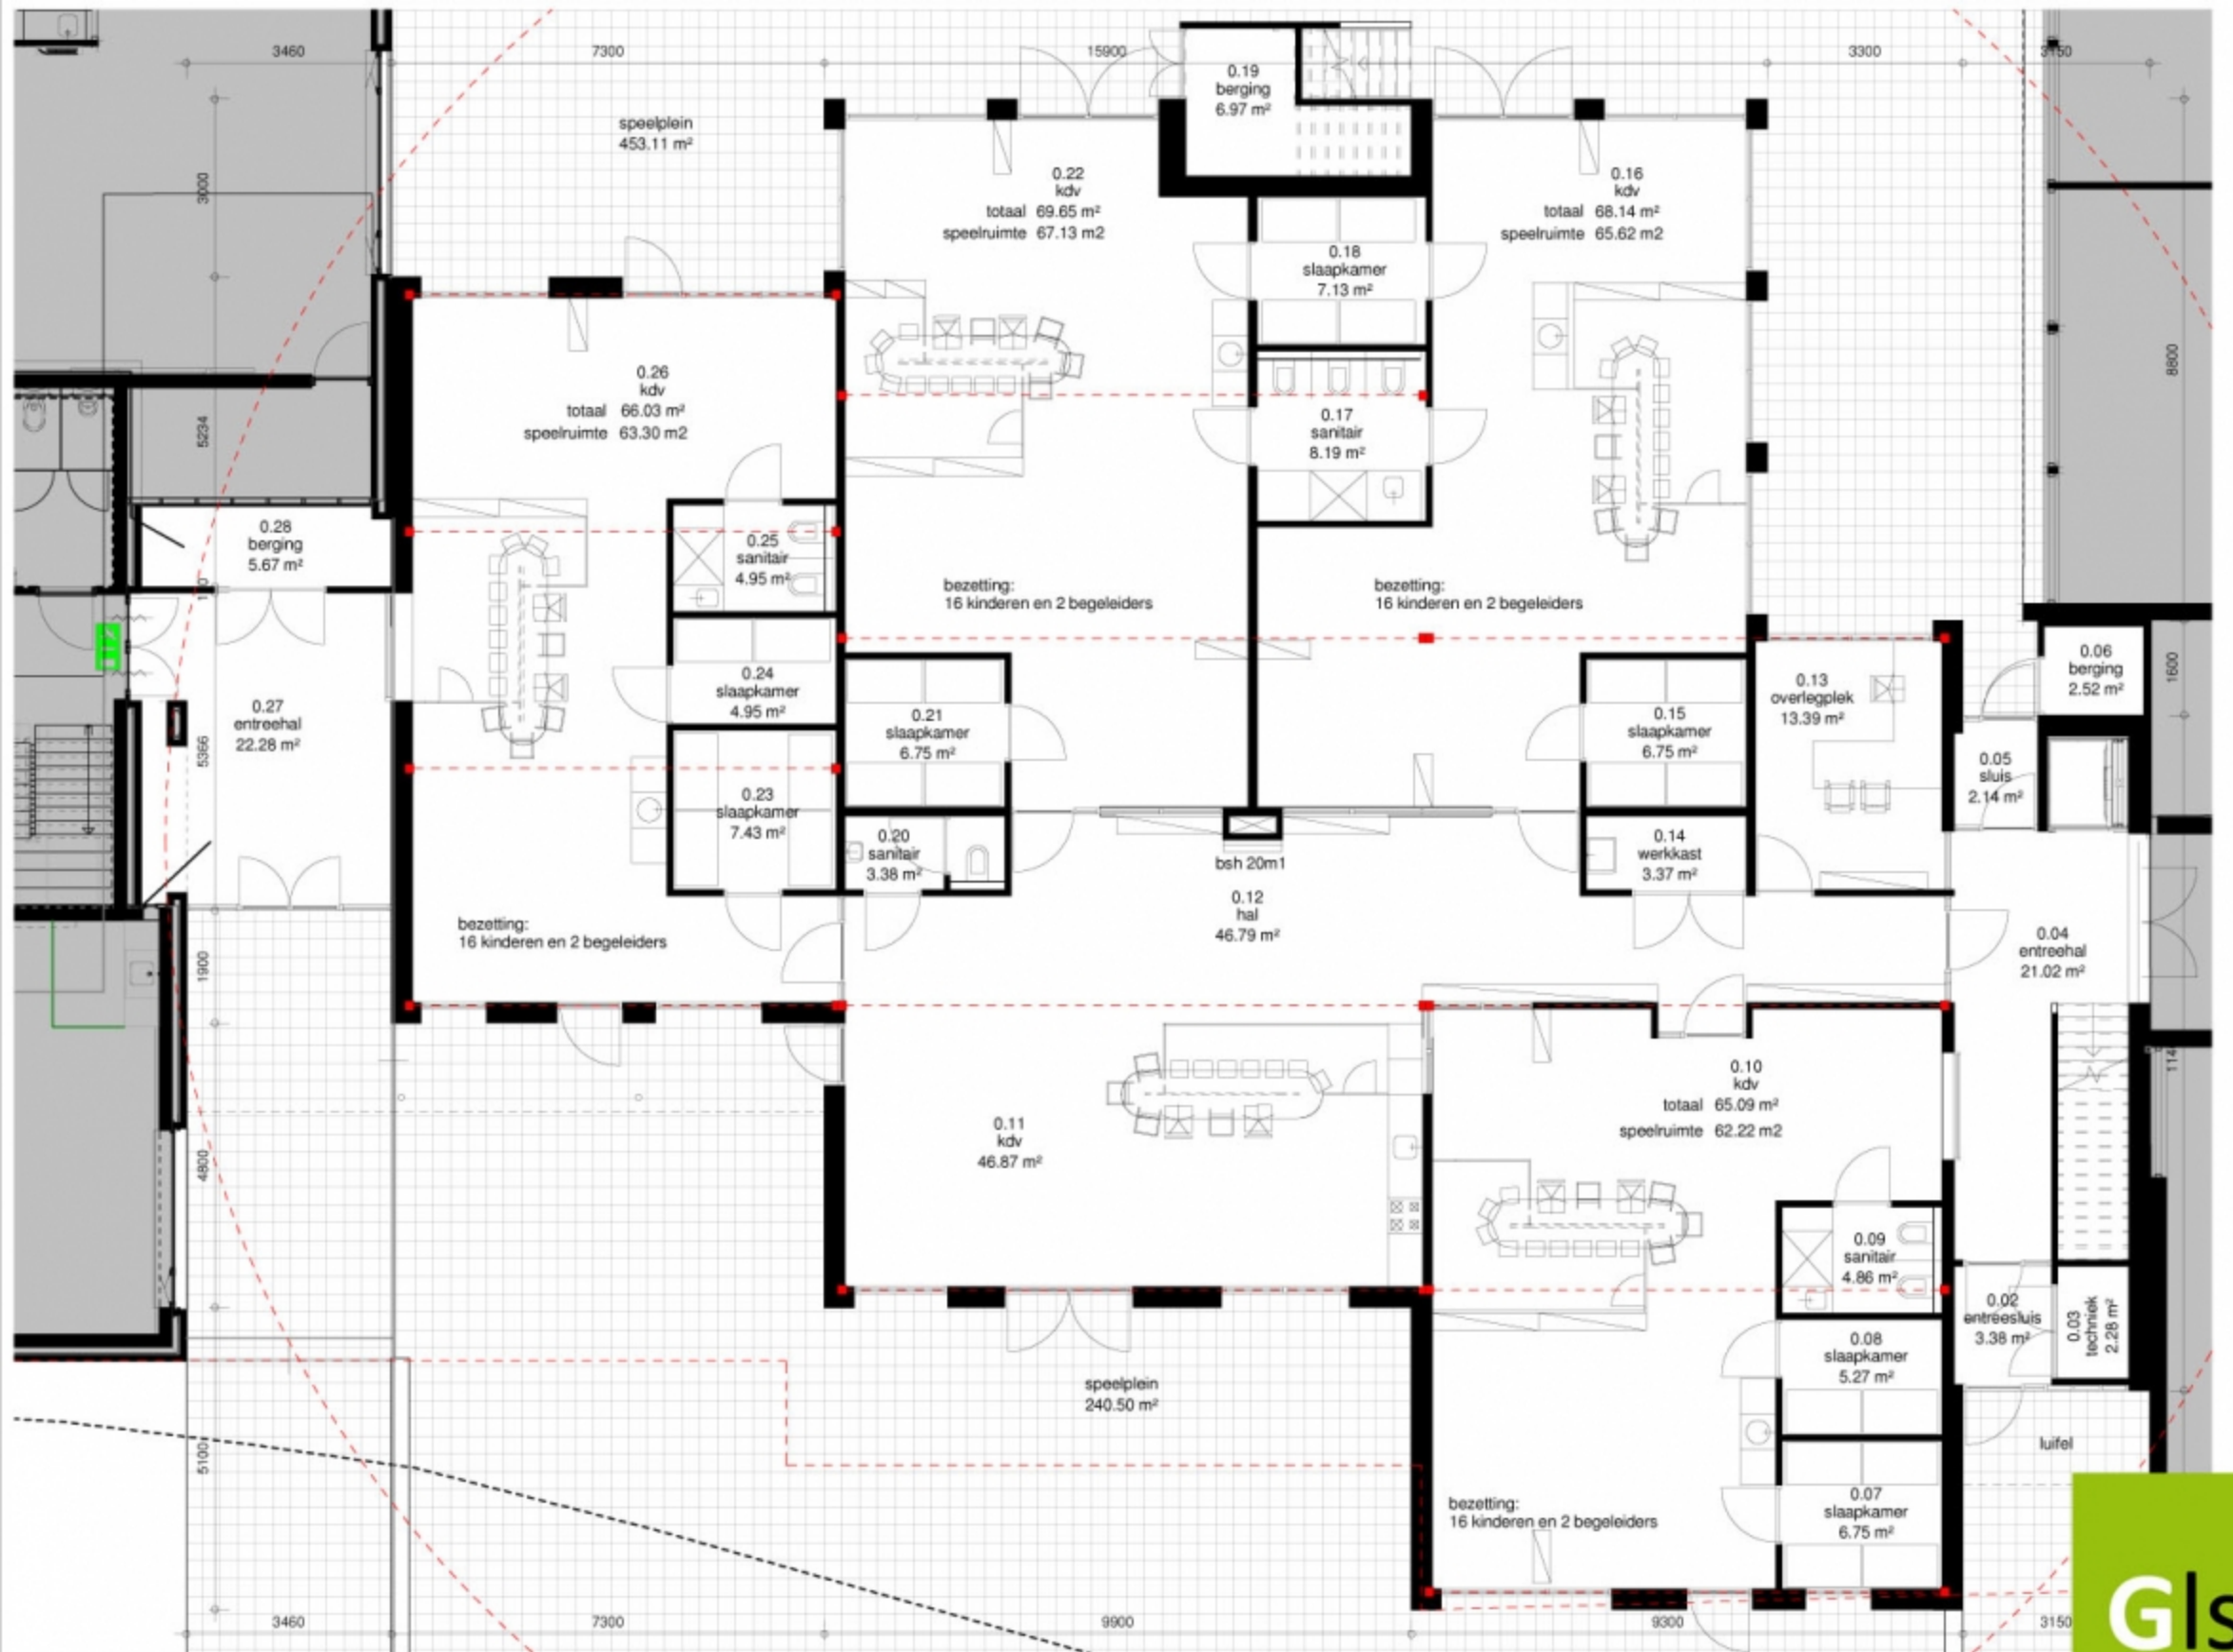 3460
7300
15900
3300
3150
0.19
berging
6.97 m²
speelplein
453.11 m²
3000
0.22
kdv
totaal 69.65 m²
speelruimte 67.13 m2
0.16
kdv
totaal 68.14 m²
speelruimte 65.62 m2
0.18
slaapkamer
7.13 m²
8800
0.26
kdv
totaal 66.03 m²
speelruimte 63.30 m2
5234
0.17
sanitair
8.19 m²
0.28
berging
5.67 m²
0.25
sanitair
4.95 m²
bezetting:
16 kinderen en 2 begeleiders
bezetting:
16 kinderen en 2 begeleiders
0.06
berging
2.52 m²
1600
0.27
entreehal
22.28 m²
0.24
slaapkamer
4.95 m²
0.13
overlegplek
13.39 m²
0.21
slaapkamer
6.75 m²
0.15
slaapkamer
6.75 m²
5366
0.05
sluis
2.14 m²
0.23
slaapkamer
7.43 m²
0.20
sanitair
3.38 m²
0.14
werkkast
3.37 m²
bsh 20m1
0.12
hal
46.79 m²
bezetting:
16 kinderen en 2 begeleiders
1900
0.04
entreehal
21.02 m²
0.10
kdv
totaal 65.09 m²
speelruimte 62.22 m2
0.11
kdv
46.87 m²
4800
0.09
sanitair
4.86 m²
0.02
entreesluis
3.38 m²
0.03
techniek
2.28 m²
0.08
slaapkamer
5.27 m²
speelplein
240.50 m²
luifel
5100
bezetting:
16 kinderen en 2 begeleiders
0.07
slaapkamer
6.75 m²
3460
7300
9900
9300
3150
G|s